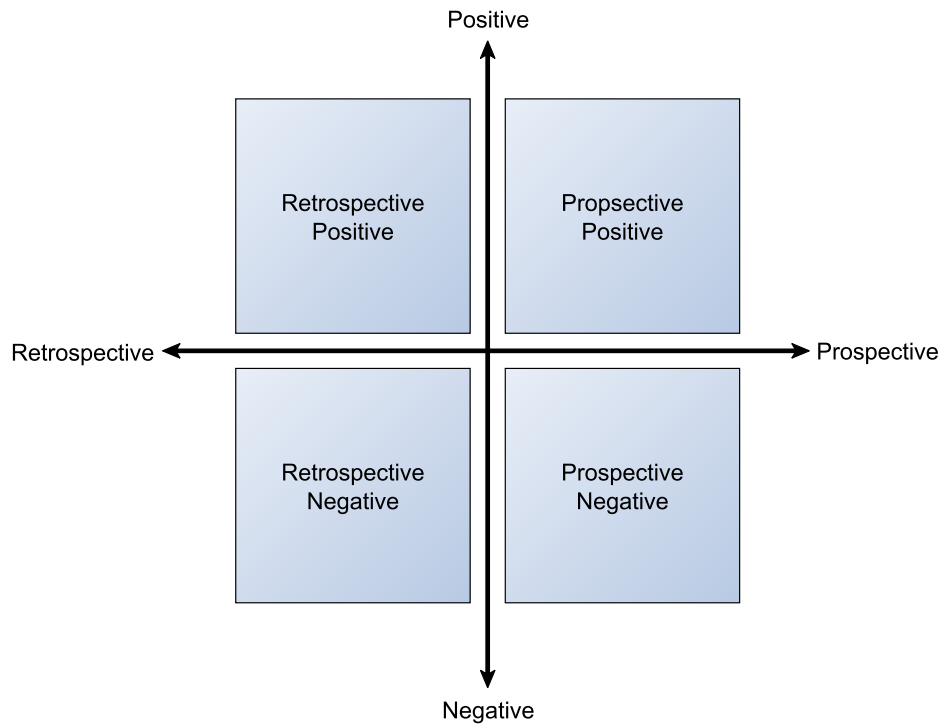 Positive
Retrospective
Positive
Propsective
Positive
Retrospective
Prospective
Retrospective
Negative
Prospective
Negative
Negative